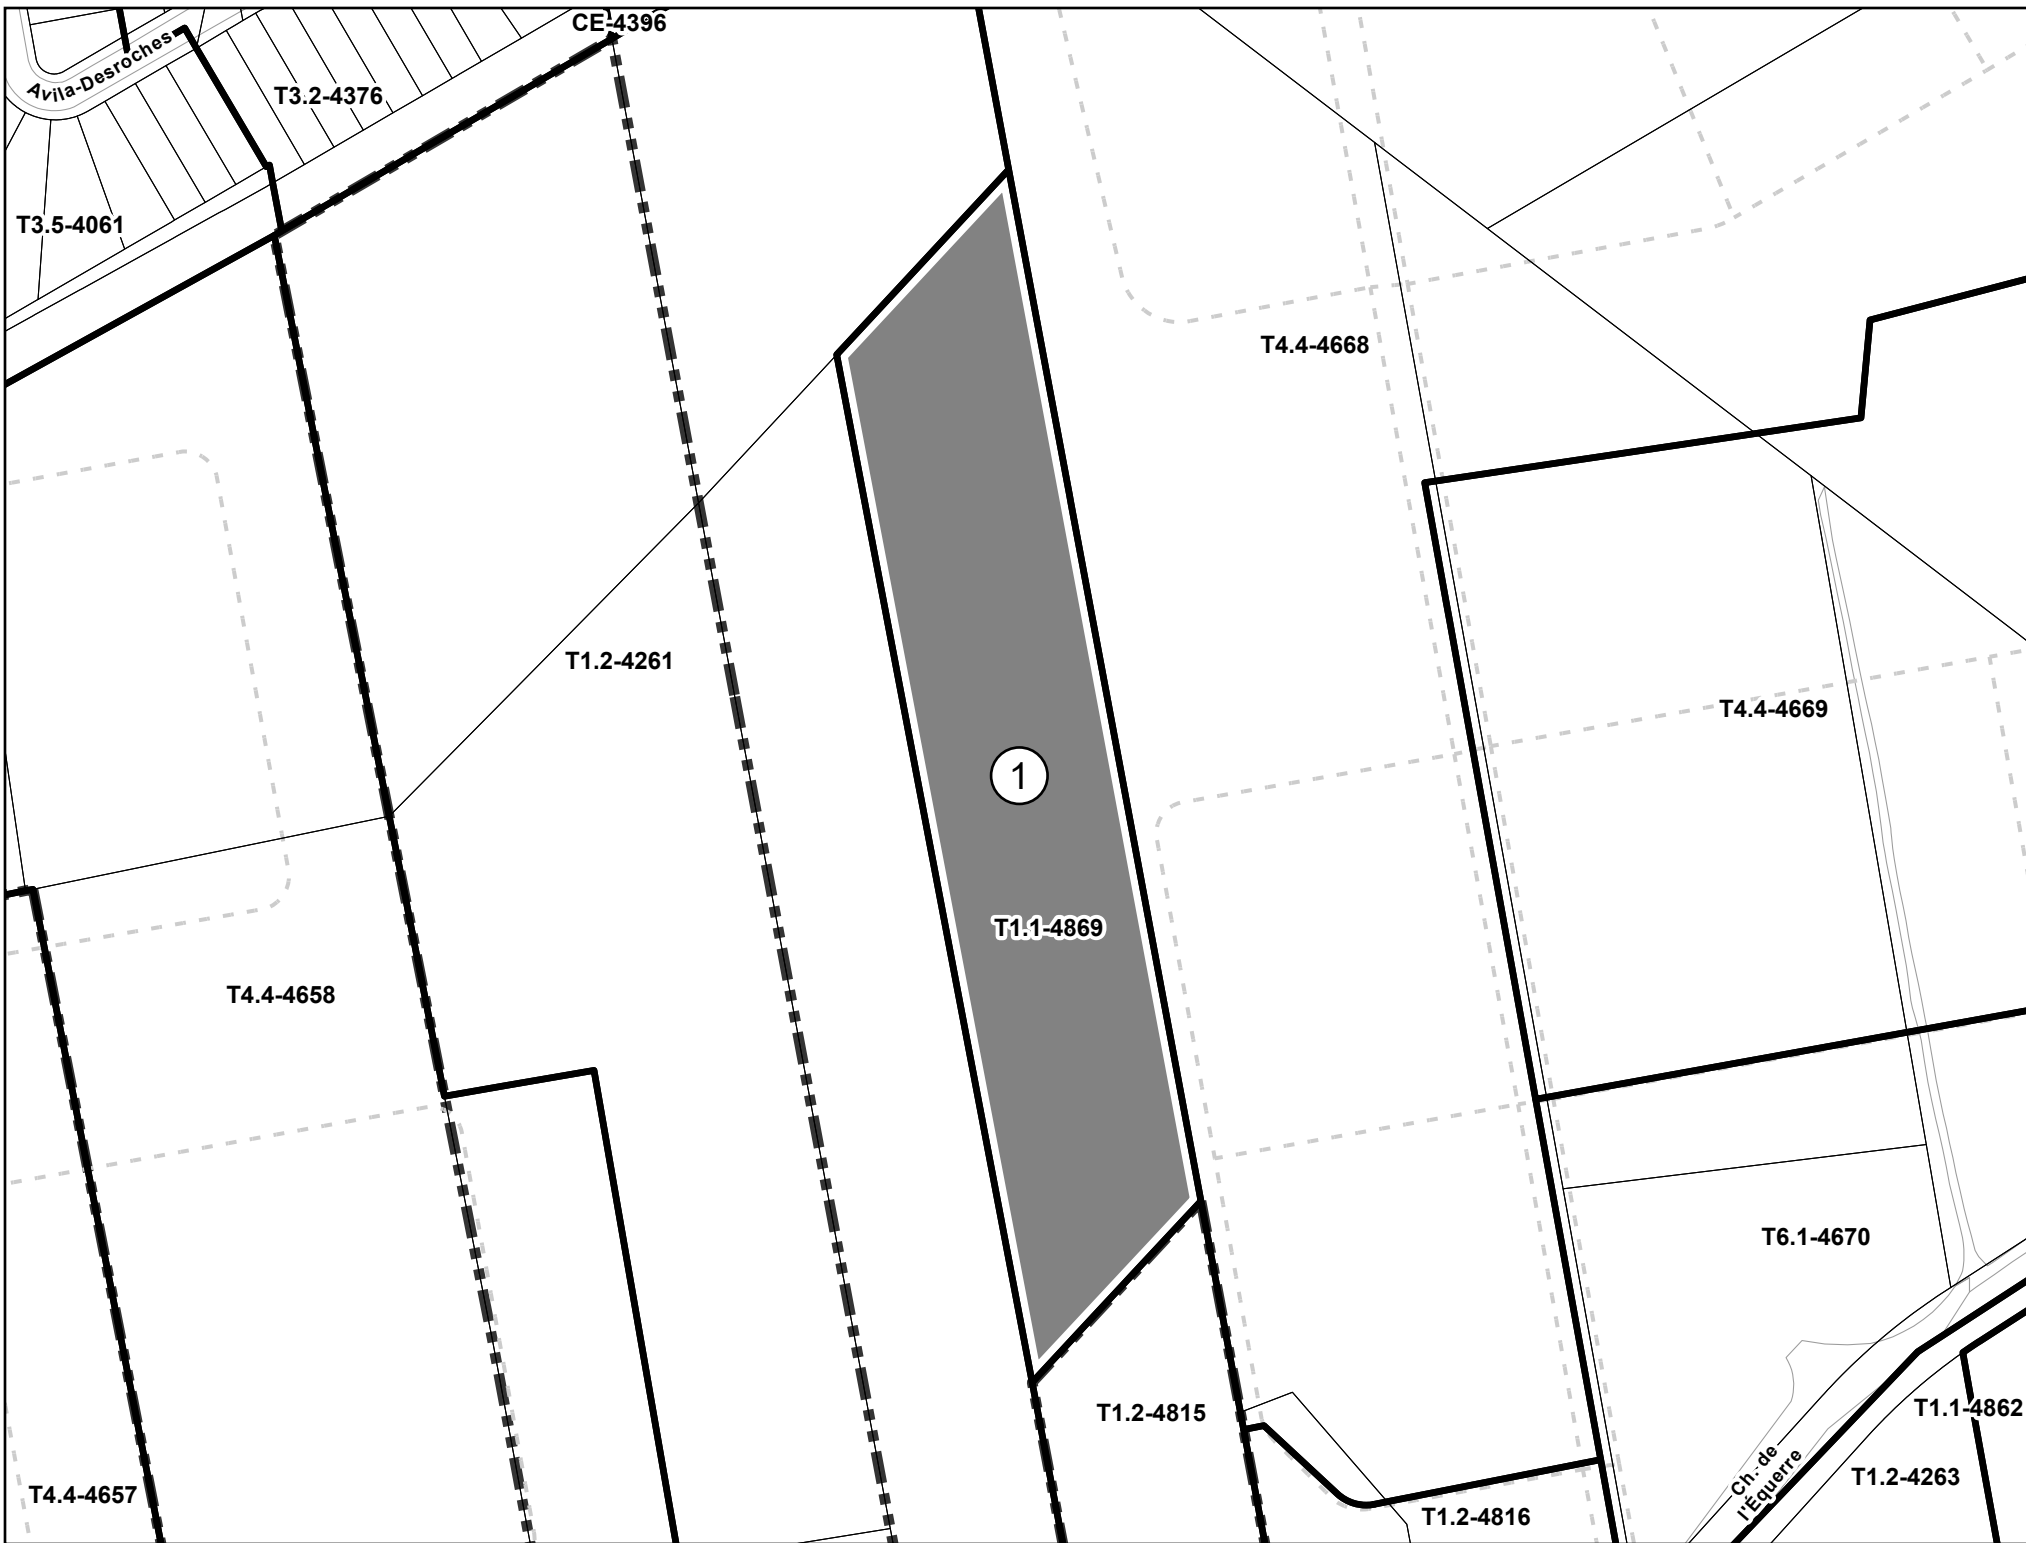 CE-4396
Avila-Desroches
T3.2-4376
T3.5-4061
T4.4-4668
T1.2-4261
T4.4-4669
1
T1.1-4869
T4.4-4658
T6.1-4670
T1.2-4815
T1.1-4862
Ch. de
l'Équerre
T1.2-4263
T4.4-4657
T1.2-4816